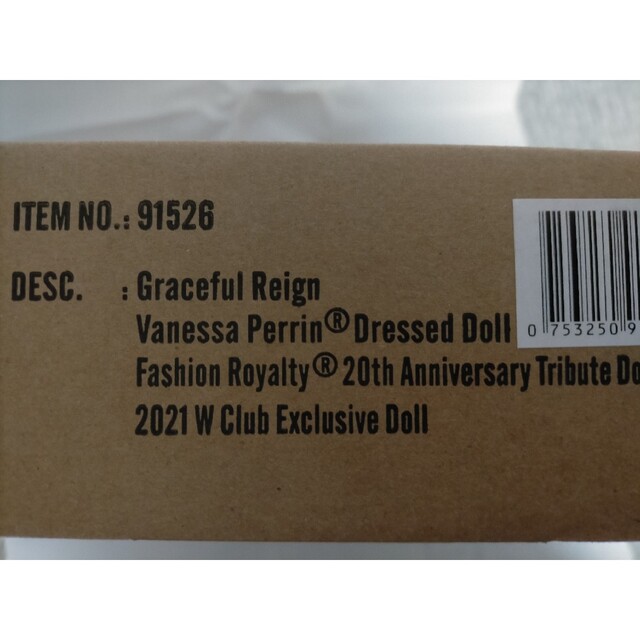 ITEM NO.: 91526
DESC. : Graceful Reign
Vanessa Perrin® Dressed Doll
Fashion Royalty® 20th Anniversary Tribute Do
2021 W Club Exclusive Doll
0 753250 9